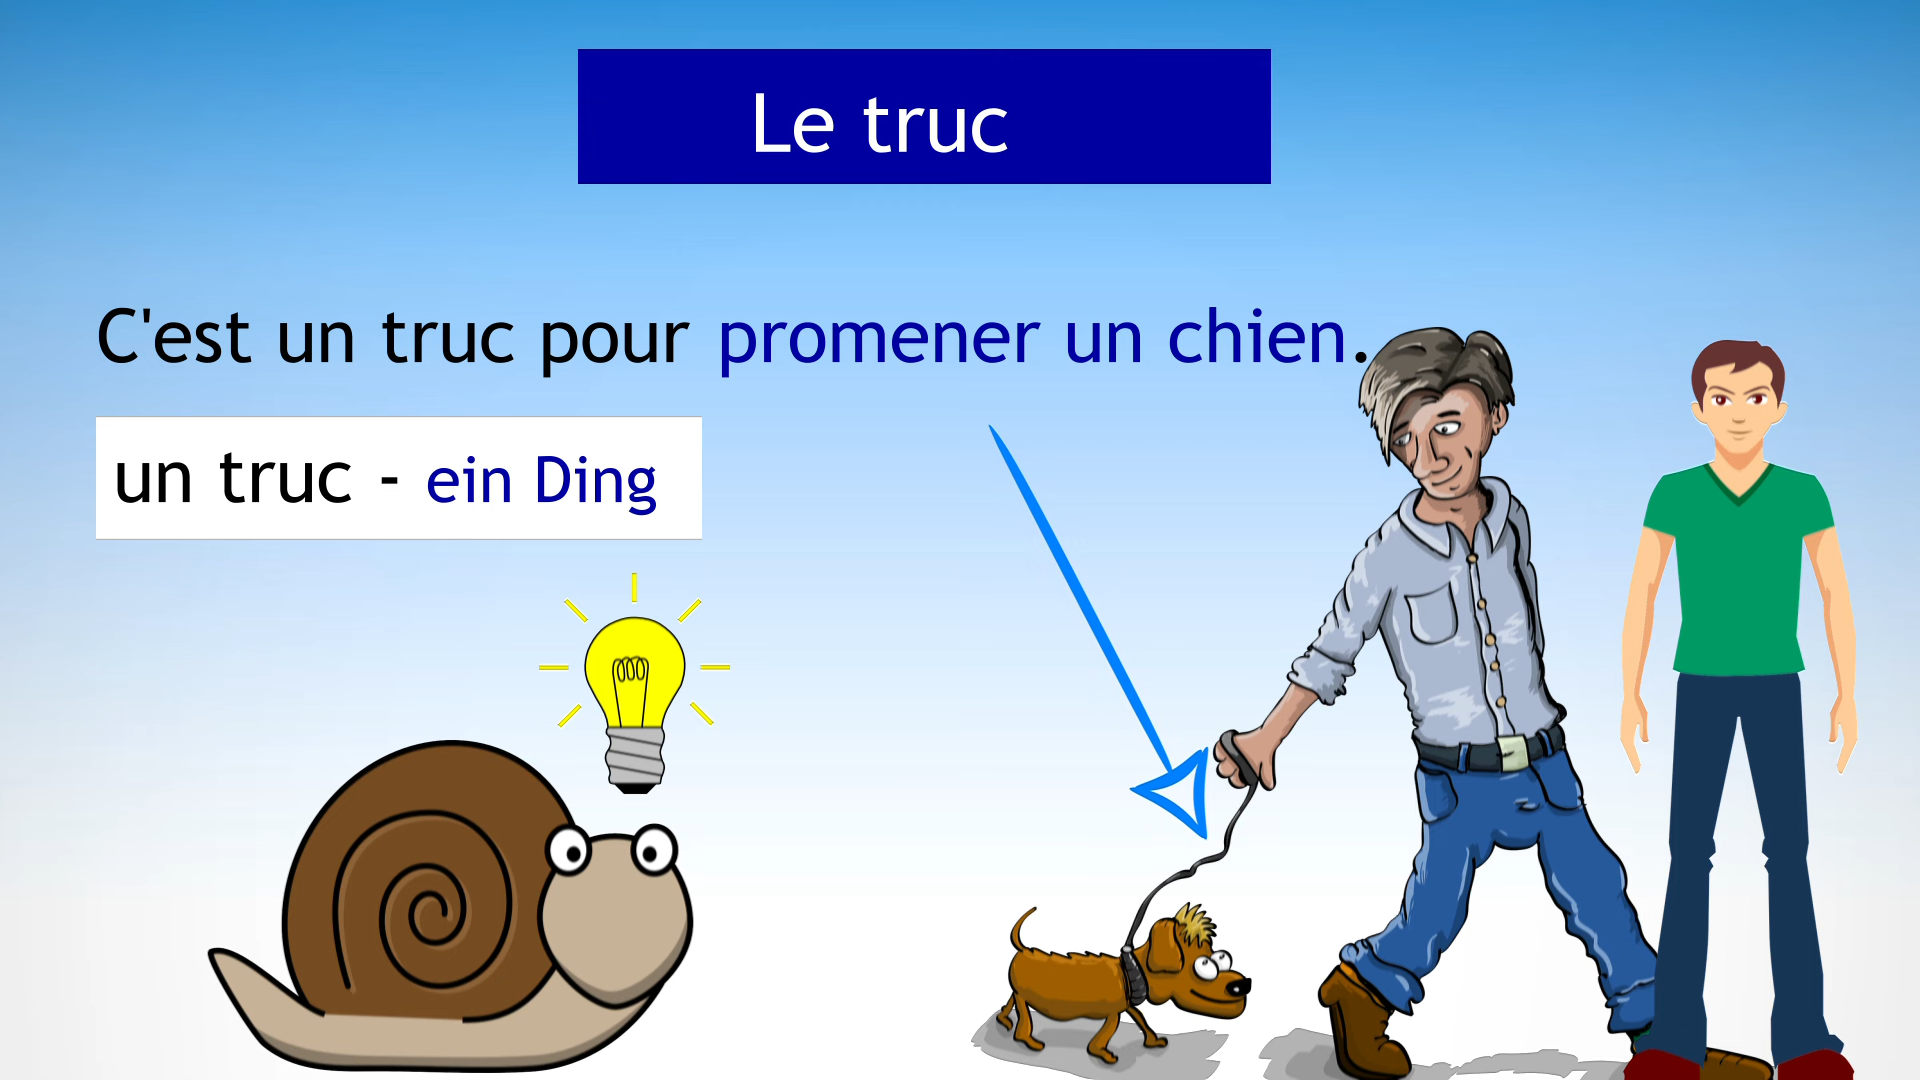 Le truc
C'est un truc pour promener un chien.
un truc - ein Ding